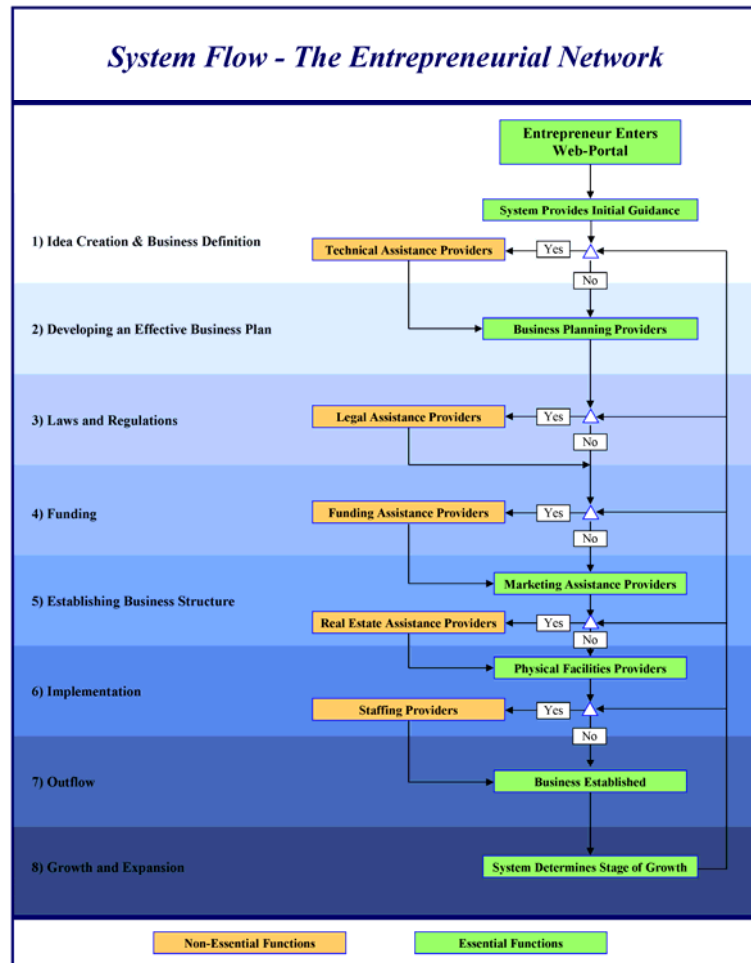 System Flow - The Entrepreneurial Network
Entrepreneur Enters
Web-Portal
System Provides Initial Guidance
1) Idea Creation & Business Definition
Technical Assistance Providers
Yes
No
2) Developing an Effective Business Plan
Business Planning Providers
3) Laws and Regulations
Legal Assistance Providers
Yes
No
4) Funding
Funding Assistance Providers
Yes
No
Marketing Assistance Providers
5) Establishing Business Structure
Real Estate Assistance Providers
Yes
No
Physical Facilities Providers
6) Implementation
Staffing Providers
Yes
No
7) Outflow
Business Established
8) Growth and Expansion
System Determines Stage of Growth
Non-Essential Functions
Essential Functions